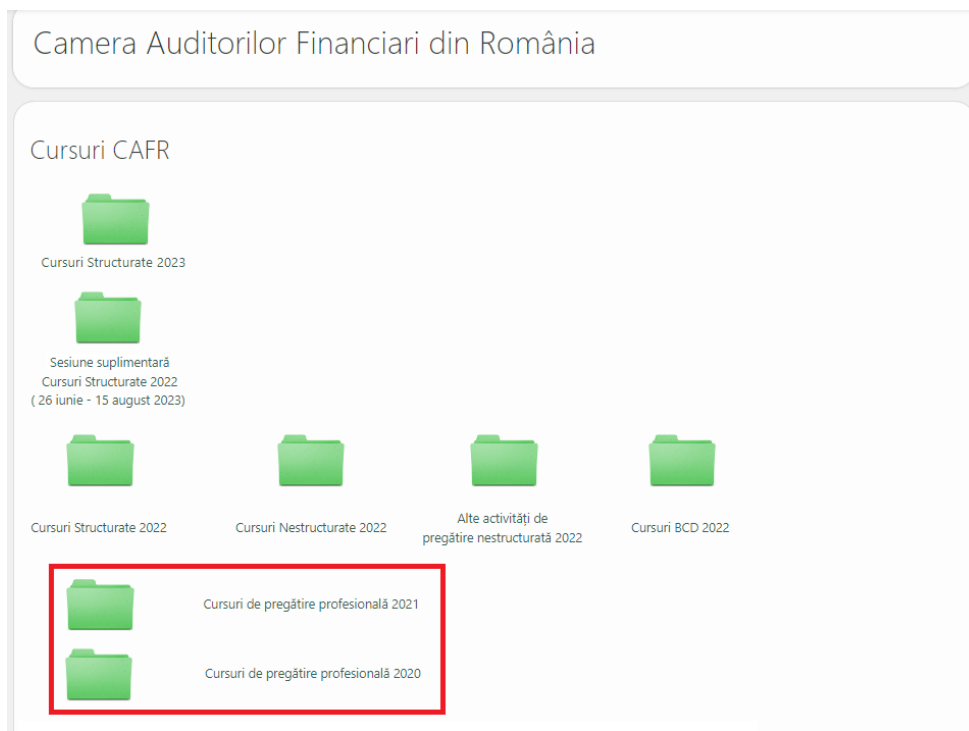 Camera Auditorilor Financiari din România
Cursuri CAFR
Cursuri Structurate 2023
Sesiune suplimentară
Cursuri Structurate 2022
( 26 iunie - 15 august 2023)
Cursuri Structurate 2022
Cursuri Nestructurate 2022
Alte activități de
pregătire nestructurată 2022
Cursuri BCD 2022
Cursuri de pregătire profesională 2021
Cursuri de pregătire profesională 2020